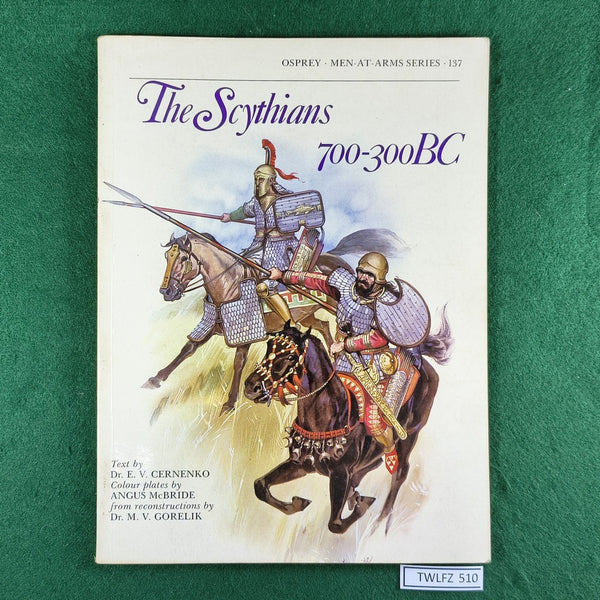 OSPREY · MEN-AT-ARMS SERIES · 137
The Scythians
700-300BC
Text by
Dr. E. V. CERNENKO
Colour plates by
ANGUS McBRIDE
from reconstructions by
Dr. M. V. GORELIK
TWLFZ 510